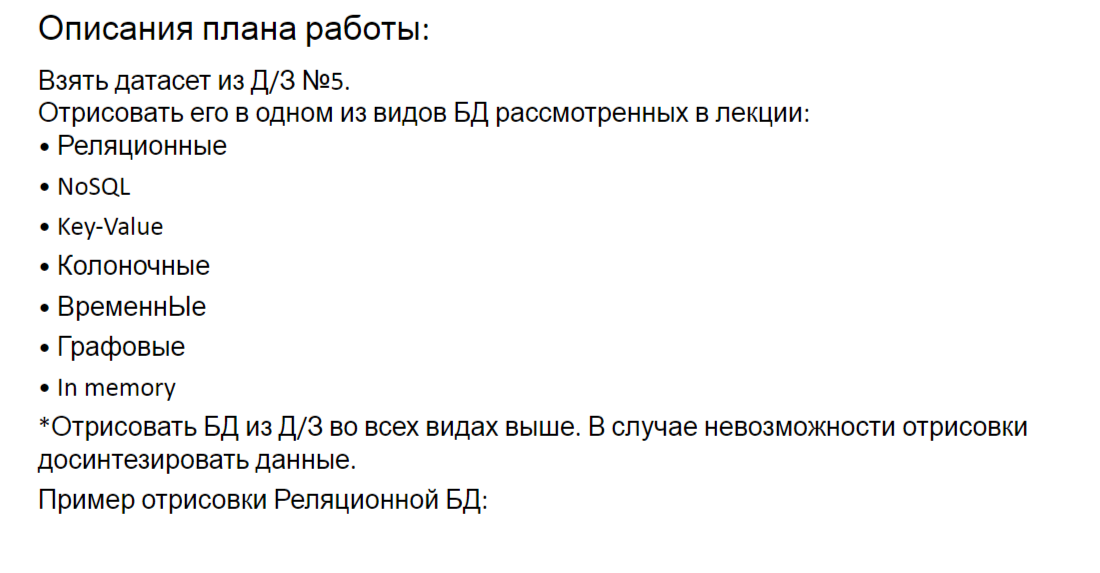 Описания плана работы:
Взять датасет из Д/З №5.
Отрисовать его в одном из видов БД рассмотренных в лекции:
• Реляционные
• NoSQL
• Key-Value
• Колоночные
• ВременнЫе
• Графовые
• In memory
*Отрисовать БД из Д/З во всех видах выше. В случае невозможности отрисовки
досинтезировать данные.
Пример отрисовки Реляционной БД: